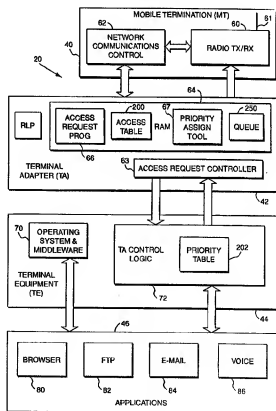 MOBILE TERMINATION (MT)
62
60
61
40
NETWORK
COMMUNICATIONS
CONTROL
RADIO TX/RX
20
64
200
67
250
RLP
ACCESS
REQUEST
PROG
ACCESS
TABLE
RAM
PRIORITY
ASSIGN
TOOL
QUEUE
66
63
ACCESS REQUEST CONTROLLER
TERMINAL
ADAPTER (TA)
42
70
OPERATING
SYSTEM &
MIDDLEWARE
TA CONTROL
LOGIC
PRIORITY
TABLE
202
TERMINAL
EQUIPMENT (TE)
72
44
46
BROWSER
FTP
E-MAIL
VOICE
80
82
84
86
APPLICATIONS